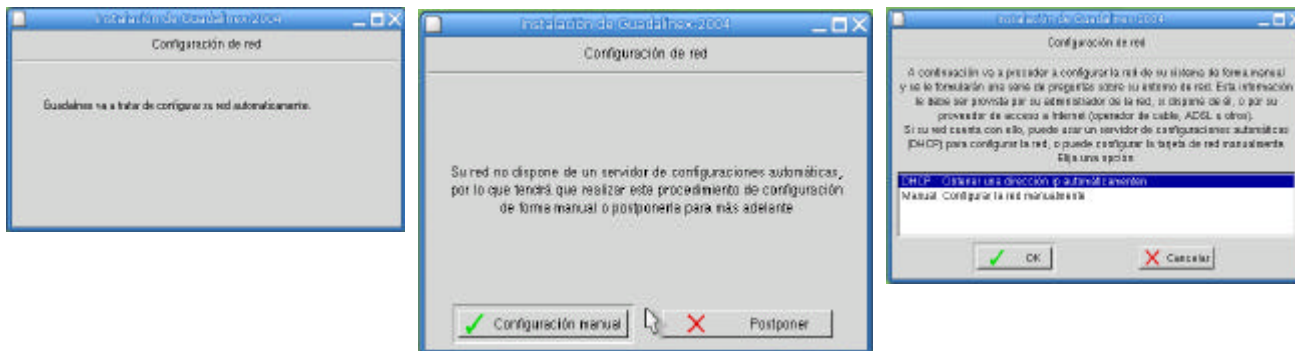 Instalación de Guadalinex-2004
Configuración de red
Guadalinex va a tratar de configurar su red automaticamente.
Instalación de Guadalinex-2004
Configuración de red
Su red no dispone de un servidor de configuraciones automáticas,
por lo que tendrá que realizar este procedimiento de configuración
de forma manual o postponerla para más adelante
Configuración manual
Postponer
Instalación de Guadalinex-2004
Configuración de red
A continuación va a proceder a configurar la red de su sistema de forma manual
y se le formularán una serie de preguntas sobre su entorno de red. Esta información
le debe ser provista por su administrador de la red, si dispone de él, o por su
proveedor de acceso a Internet (operador de cable, ADSL u otros).
Si su red cuenta con ello, puede usar un servidor de configuraciones automáticas
(DHCP) para configurar la red, o puede configurar la tarjeta de red manualmente.
Elija una opción
DHCP Obtener una dirección ip automáticamenten
Manual Configurar la red manualmente
OK
Cancelar